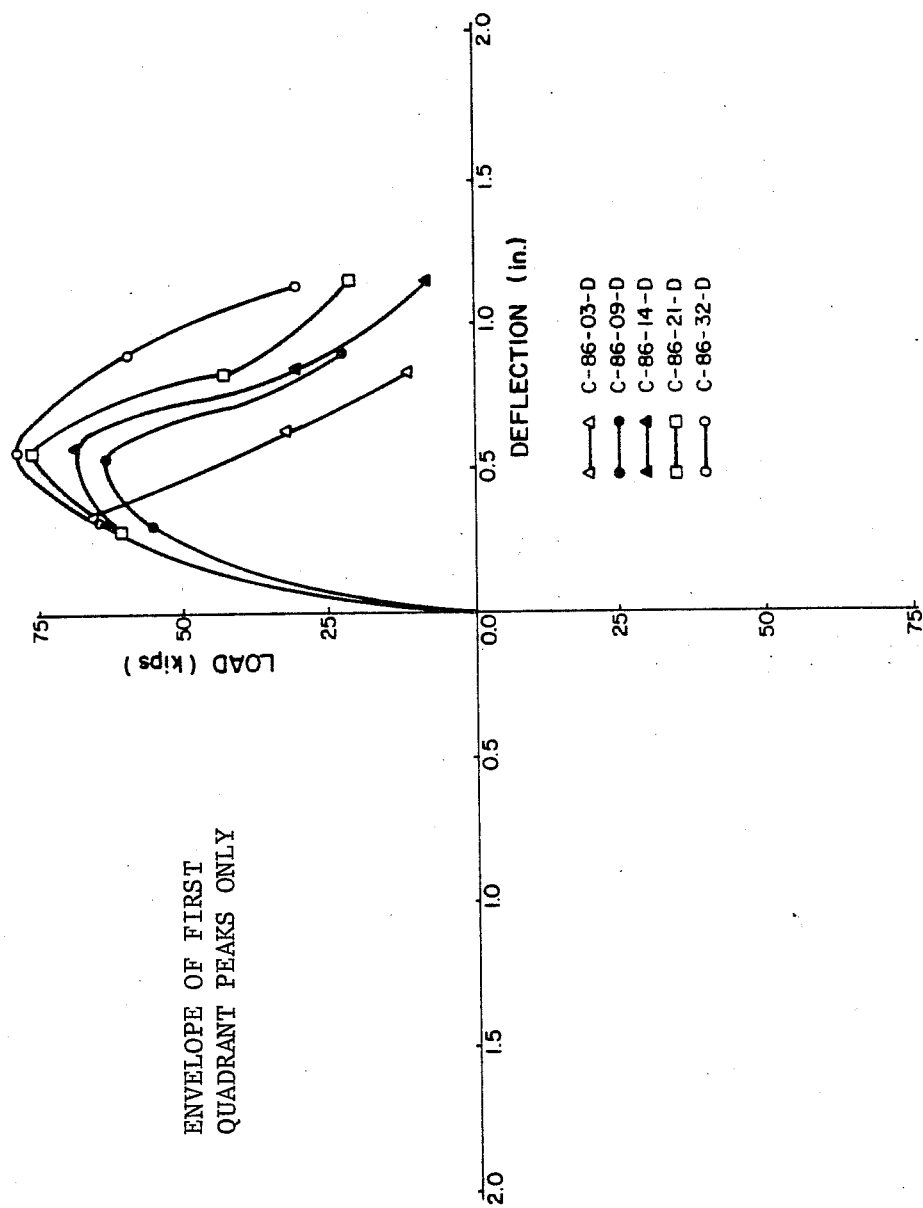 ENVELOPE OF FIRST
QUADRANT PEAKS ONLY
LOAD (kips)
75
50
25
0.0
25
50
75
2.0
1.5
1.0
0.5
0.5
1.0
1.5
2.0
DEFLECTION (in.)
C-86-03-D
C-86-09-D
C-86-14-D
C-86-21-D
C-86-32-D